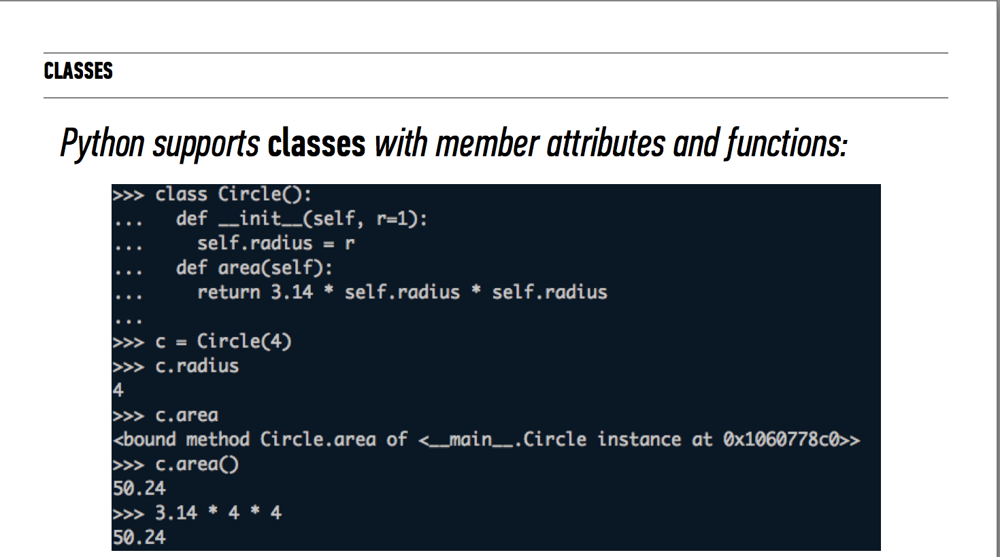 CLASSES
Python supports classes with member attributes and functions:
>>> class Circle():
...   def __init__(self, r=1):
...     self.radius = r
...   def area(self):
...     return 3.14 * self.radius * self.radius
...
>>> c = Circle(4)
>>> c.radius
4
>>> c.area
<bound method Circle.area of <__main__.Circle instance at 0x1060778c0>>
>>> c.area()
50.24
>>> 3.14 * 4 * 4
50.24